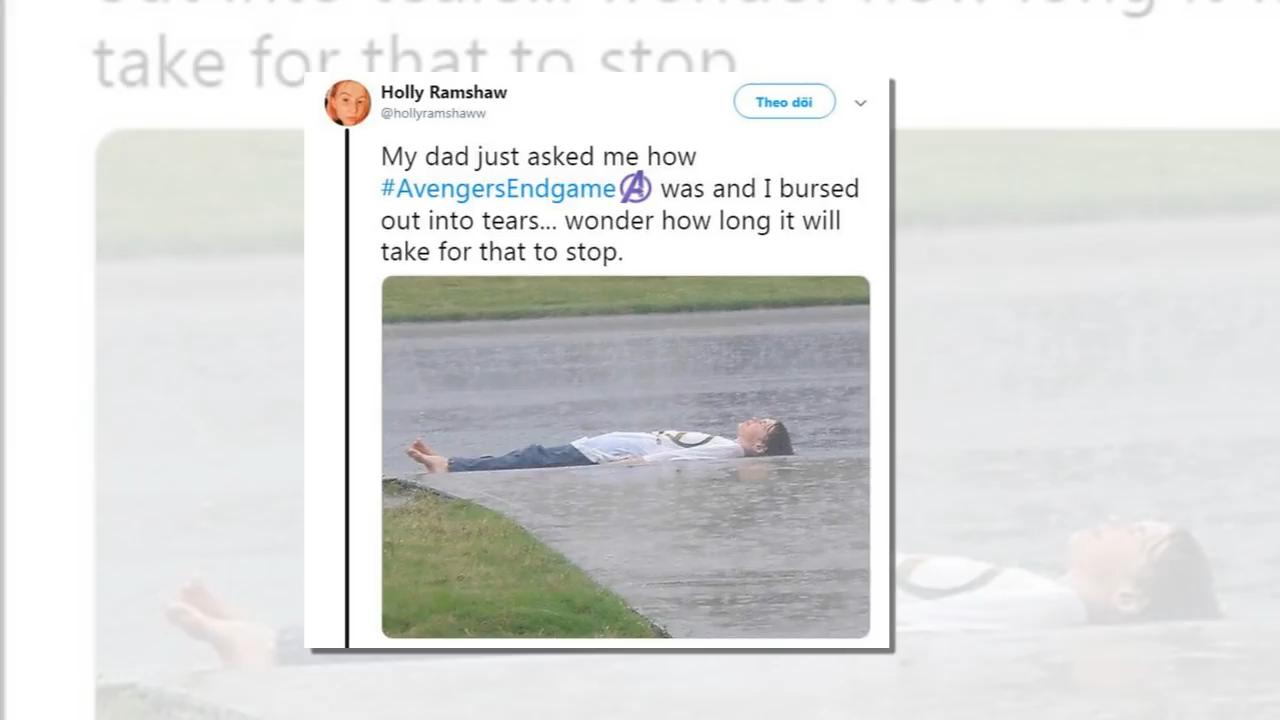 take for that to stop
Holly Ramshaw
@hollyramshaww
Theo dõi
My dad just asked me how
#AvengersEndgame was and I bursed
out into tears... wonder how long it will
take for that to stop.